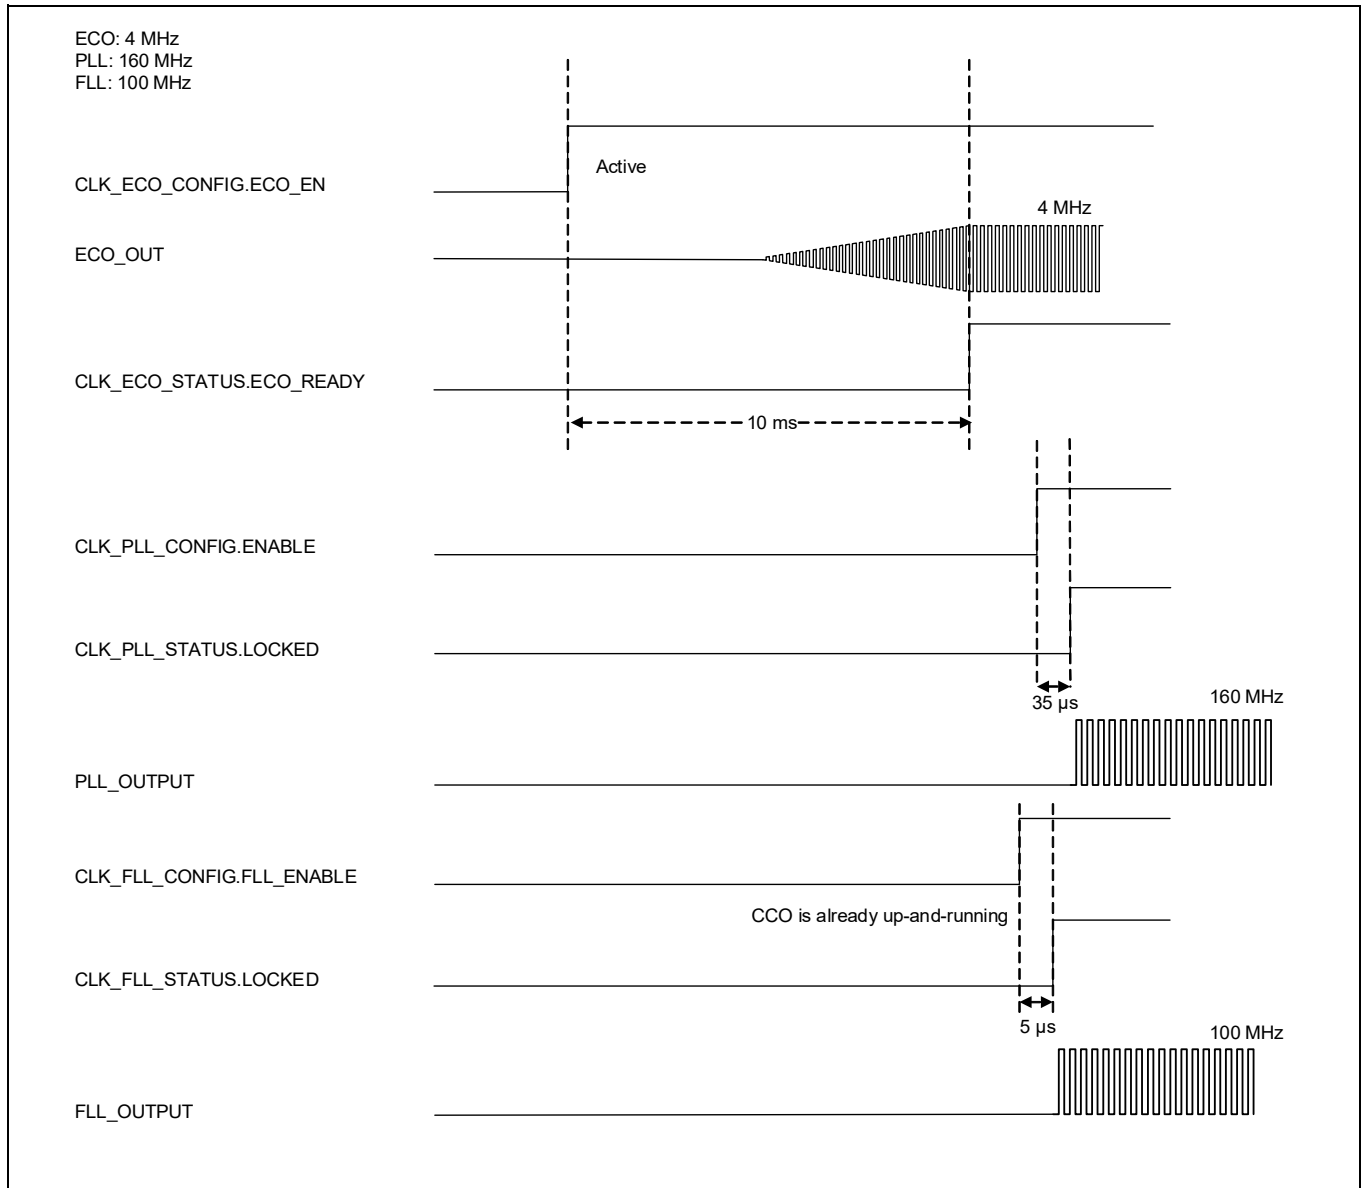 ECO: 4 MHz
PLL: 160 MHz
FLL: 100 MHz
Active
CLK_ECO_CONFIG.ECO_EN
4 MHz
ECO_OUT
CLK_ECO_STATUS.ECO_READY
10 ms
CLK_PLL_CONFIG.ENABLE
CLK_PLL_STATUS.LOCKED
35 µs
160 MHz
PLL_OUTPUT
CLK_FLL_CONFIG.FLL_ENABLE
CCO is already up-and-running
CLK_FLL_STATUS.LOCKED
5 µs
100 MHz
FLL_OUTPUT